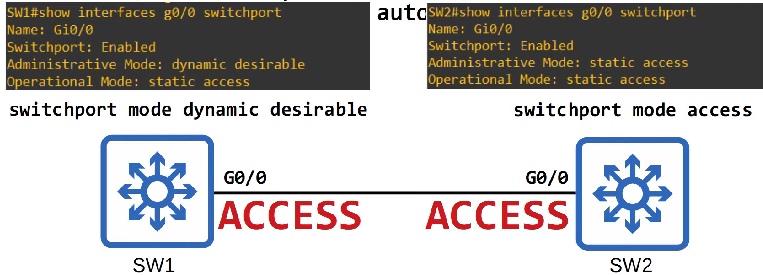 SW1#show interfaces g0/0 switchport
Name: Gi0/0
Switchport: Enabled
Administrative Mode: dynamic desirable
Operational Mode: static access
auto
SW2#show interfaces g0/0 switchport
Name: Gi0/0
Switchport: Enabled
Administrative Mode: static access
Operational Mode: static access
switchport mode dynamic desirable
switchport mode access
G0/0
G0/0
ACCESS
ACCESS
SW1
SW2